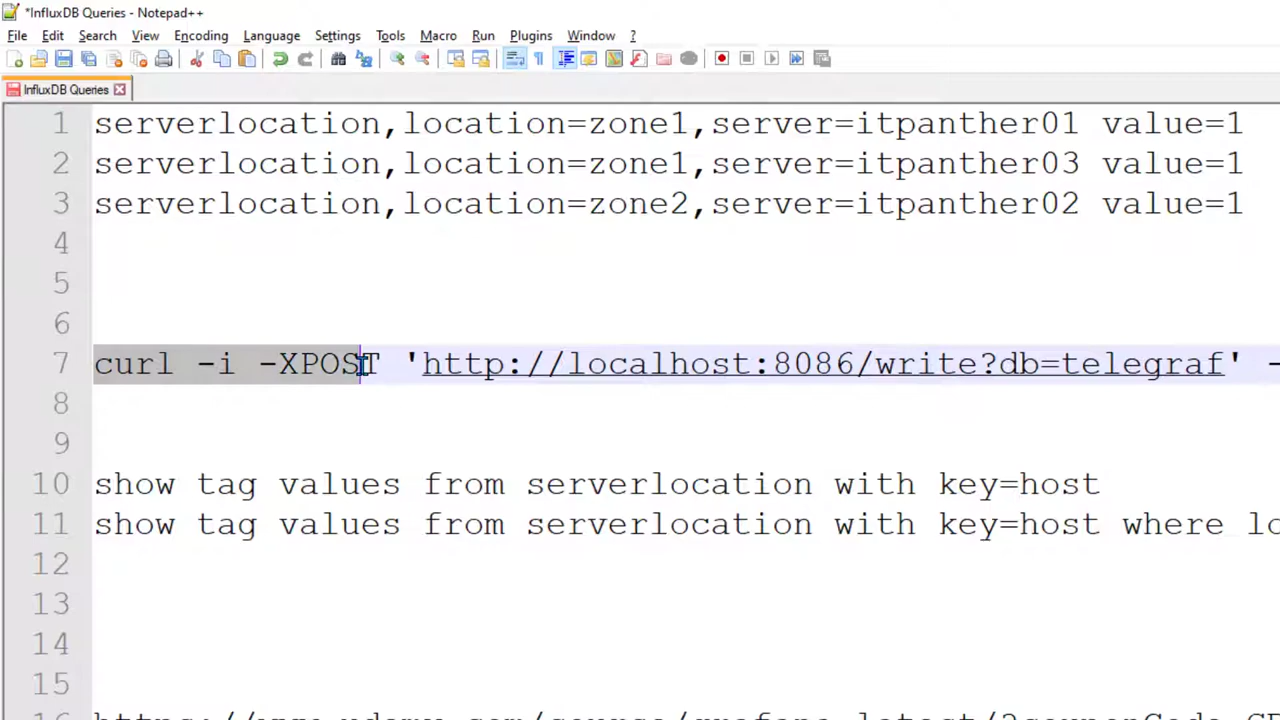 *InfluxDB Queries - Notepad++
File Edit Search View Encoding Language Settings Tools Macro Run Plugins Window ?
InfluxDB Queries
1 serverlocation,location=zone1,server=itpanther01 value=1
2 serverlocation,location=zone1,server=itpanther03 value=1
3 serverlocation,location=zone2,server=itpanther02 value=1
4
5
6
7 curl -i -XPOST 'http://localhost:8086/write?db=telegraf' -
8
9
10 show tag values from serverlocation with key=host
11 show tag values from serverlocation with key=host where lo
12
13
14
15